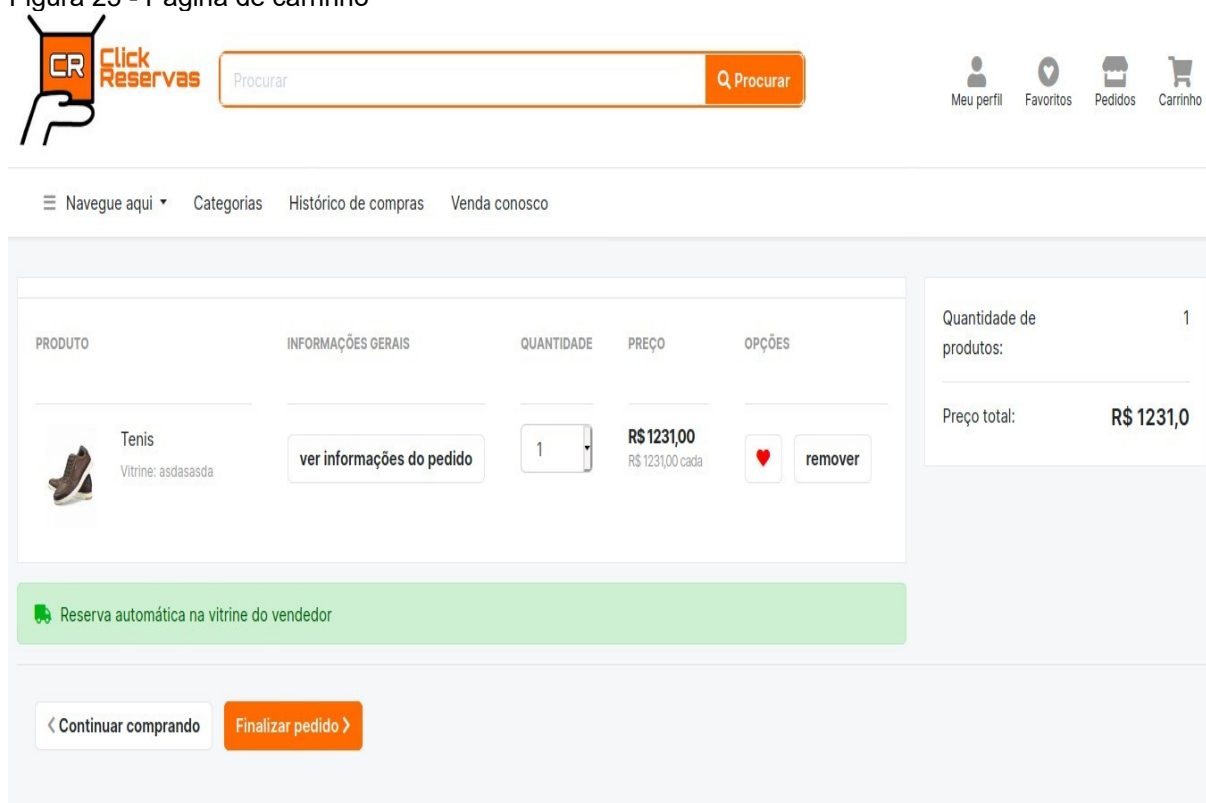 Figura 23 - Página de carrinho
CR Click
Reservas
Procurar
Procurar
Meu perfil
Favoritos
Pedidos
Carrinho
Navegue aqui
Categorias
Histórico de compras
Venda conosco
PRODUTO
INFORMAÇÕES GERAIS
QUANTIDADE
PREÇO
OPÇÕES
Tenis
Vitrine: asdasasda
ver informações do pedido
1
R$ 1231,00
R$ 1231,00 cada
remover
Quantidade de
produtos:
1
Preço total:
R$ 1231,0
Reserva automática na vitrine do vendedor
Continuar comprando
Finalizar pedido